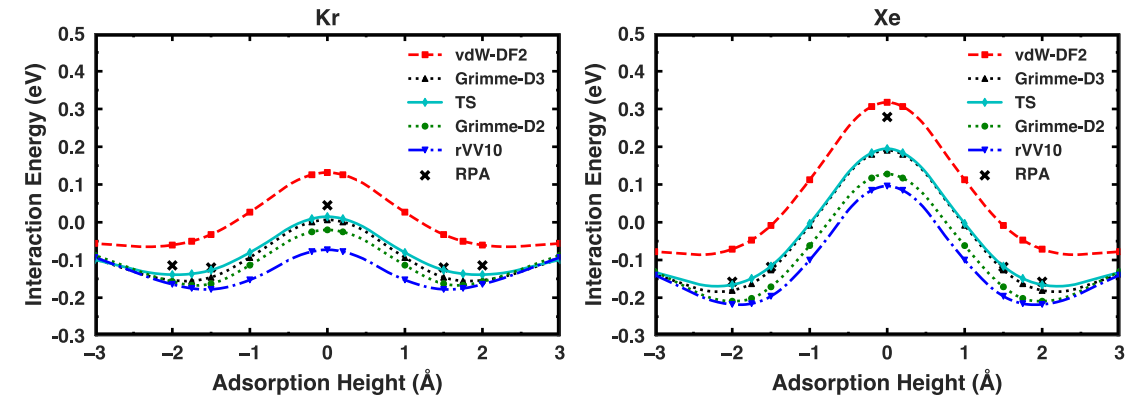 Kr
Interaction Energy (eV)
0.5
0.4
0.3
0.2
0.1
0.0
-0.1
-0.2
-0.3
vdW-DF2
Grimme-D3
TS
Grimme-D2
rVV10
RPA
−3 −2 −1 0 1 2 3
Adsorption Height (Å)
Xe
Interaction Energy (eV)
0.5
0.4
0.3
0.2
0.1
0.0
-0.1
-0.2
-0.3
vdW-DF2
Grimme-D3
TS
Grimme-D2
rVV10
RPA
−3 −2 −1 0 1 2 3
Adsorption Height (Å)